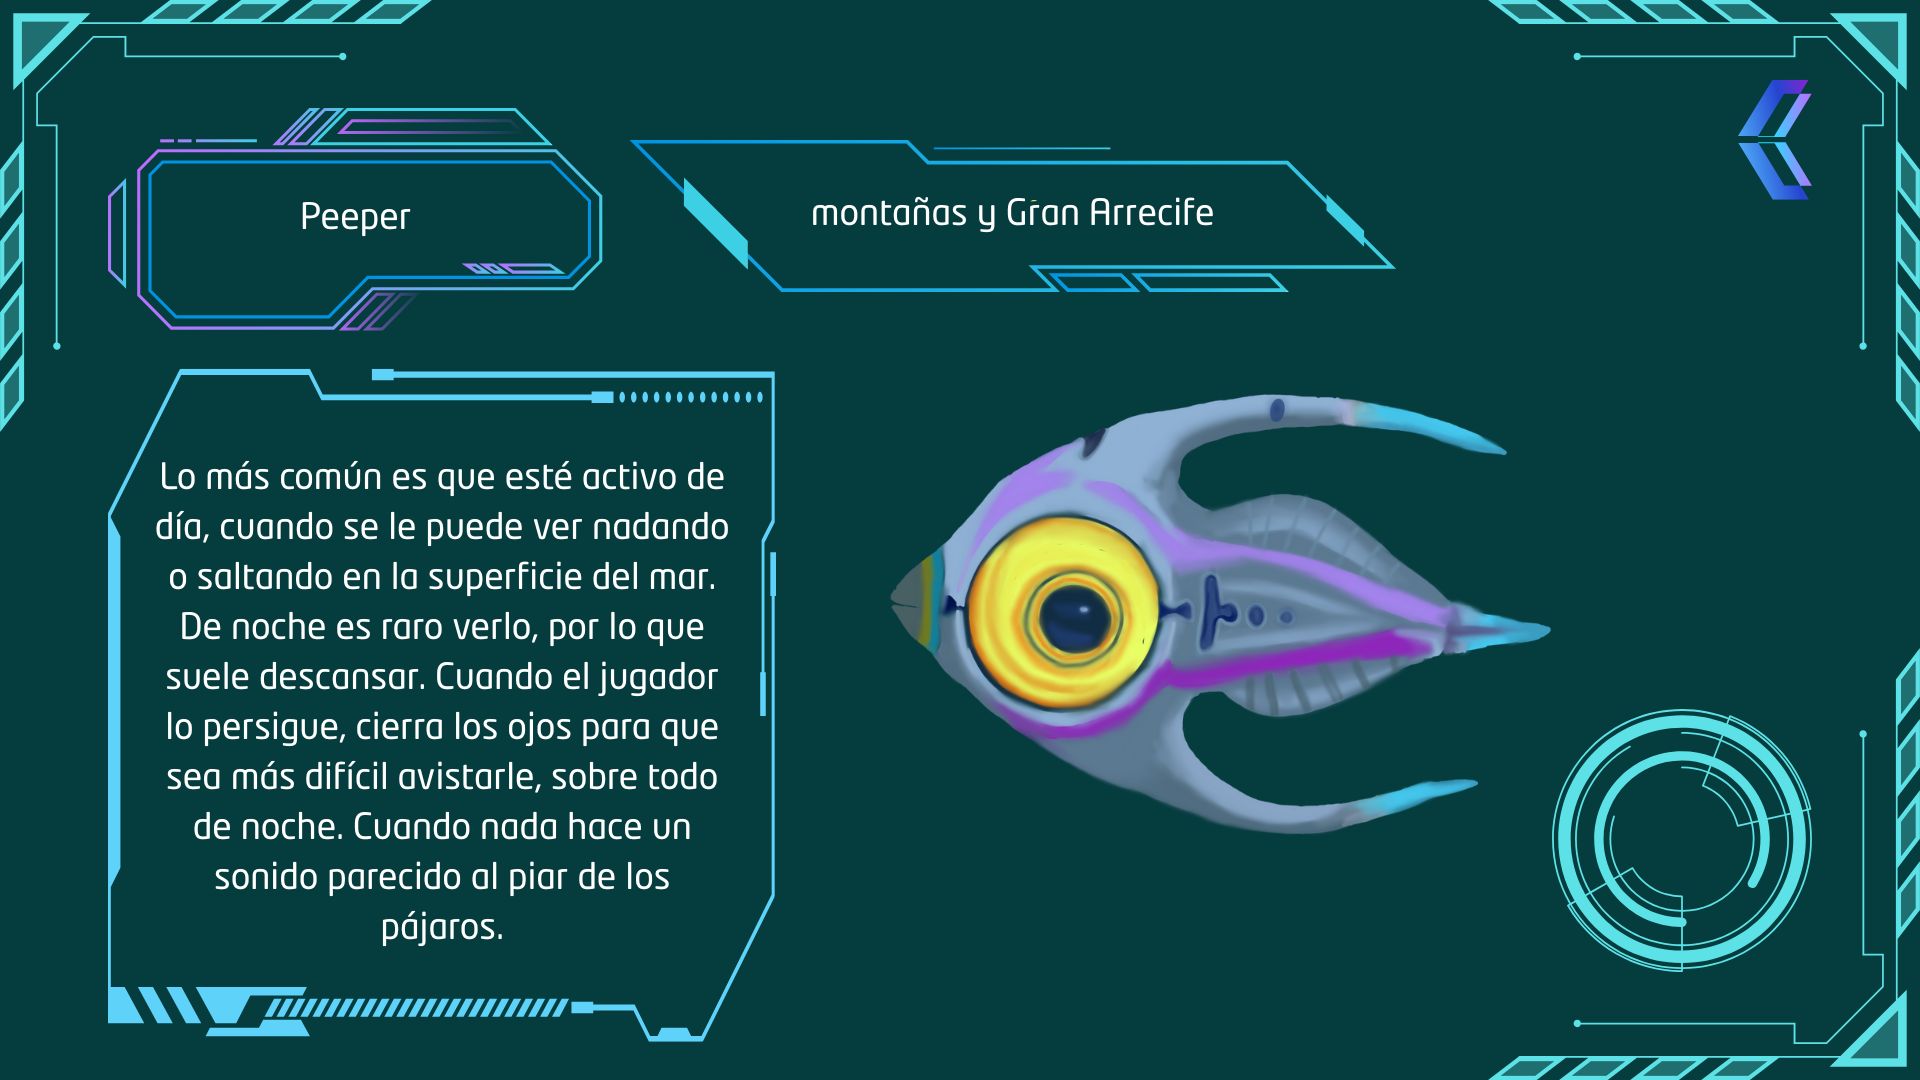 Peeper
montañas y Gran Arrecife
Lo más común es que esté activo de
día, cuando se le puede ver nadando
o saltando en la superficie del mar.
De noche es raro verlo, por lo que
suele descansar. Cuando el jugador
lo persigue, cierra los ojos para que
sea más difícil avistarle, sobre todo
de noche. Cuando nada hace un
sonido parecido al piar de los
pájaros.